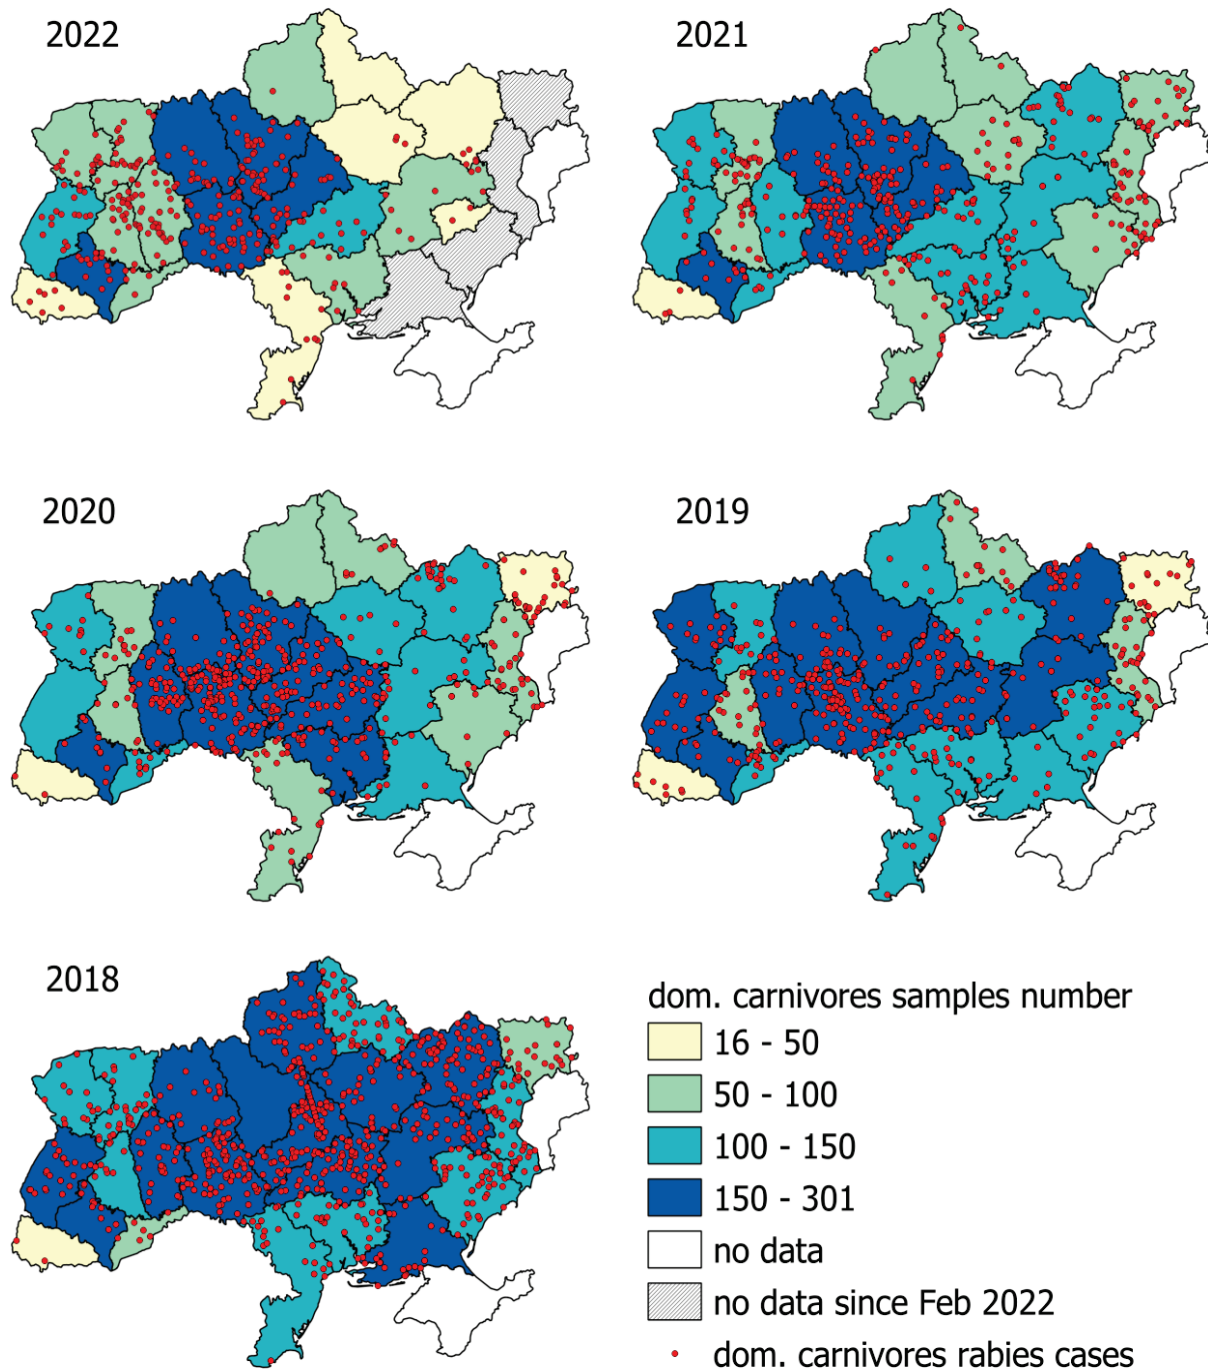 2022
2021
2020
2019
2018
dom. carnivores samples number
16 - 50
50 - 100
100 - 150
150 - 301
no data
no data since Feb 2022
dom. carnivores rabies cases